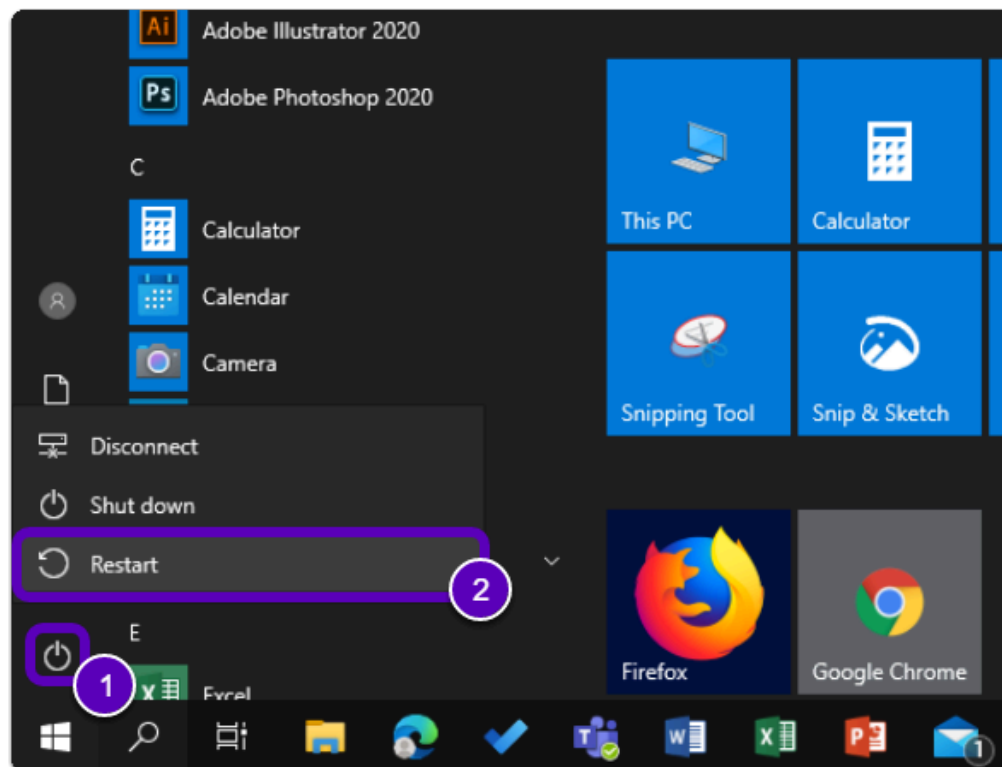 Ai Adobe Illustrator 2020
Ps Adobe Photoshop 2020
C
Calculator
Calendar
Camera
Disconnect
Shut down
Restart
2
E
1
Excel
This PC
Calculator
Snipping Tool
Snip & Sketch
Firefox
Google Chrome
T
W
X
P
1